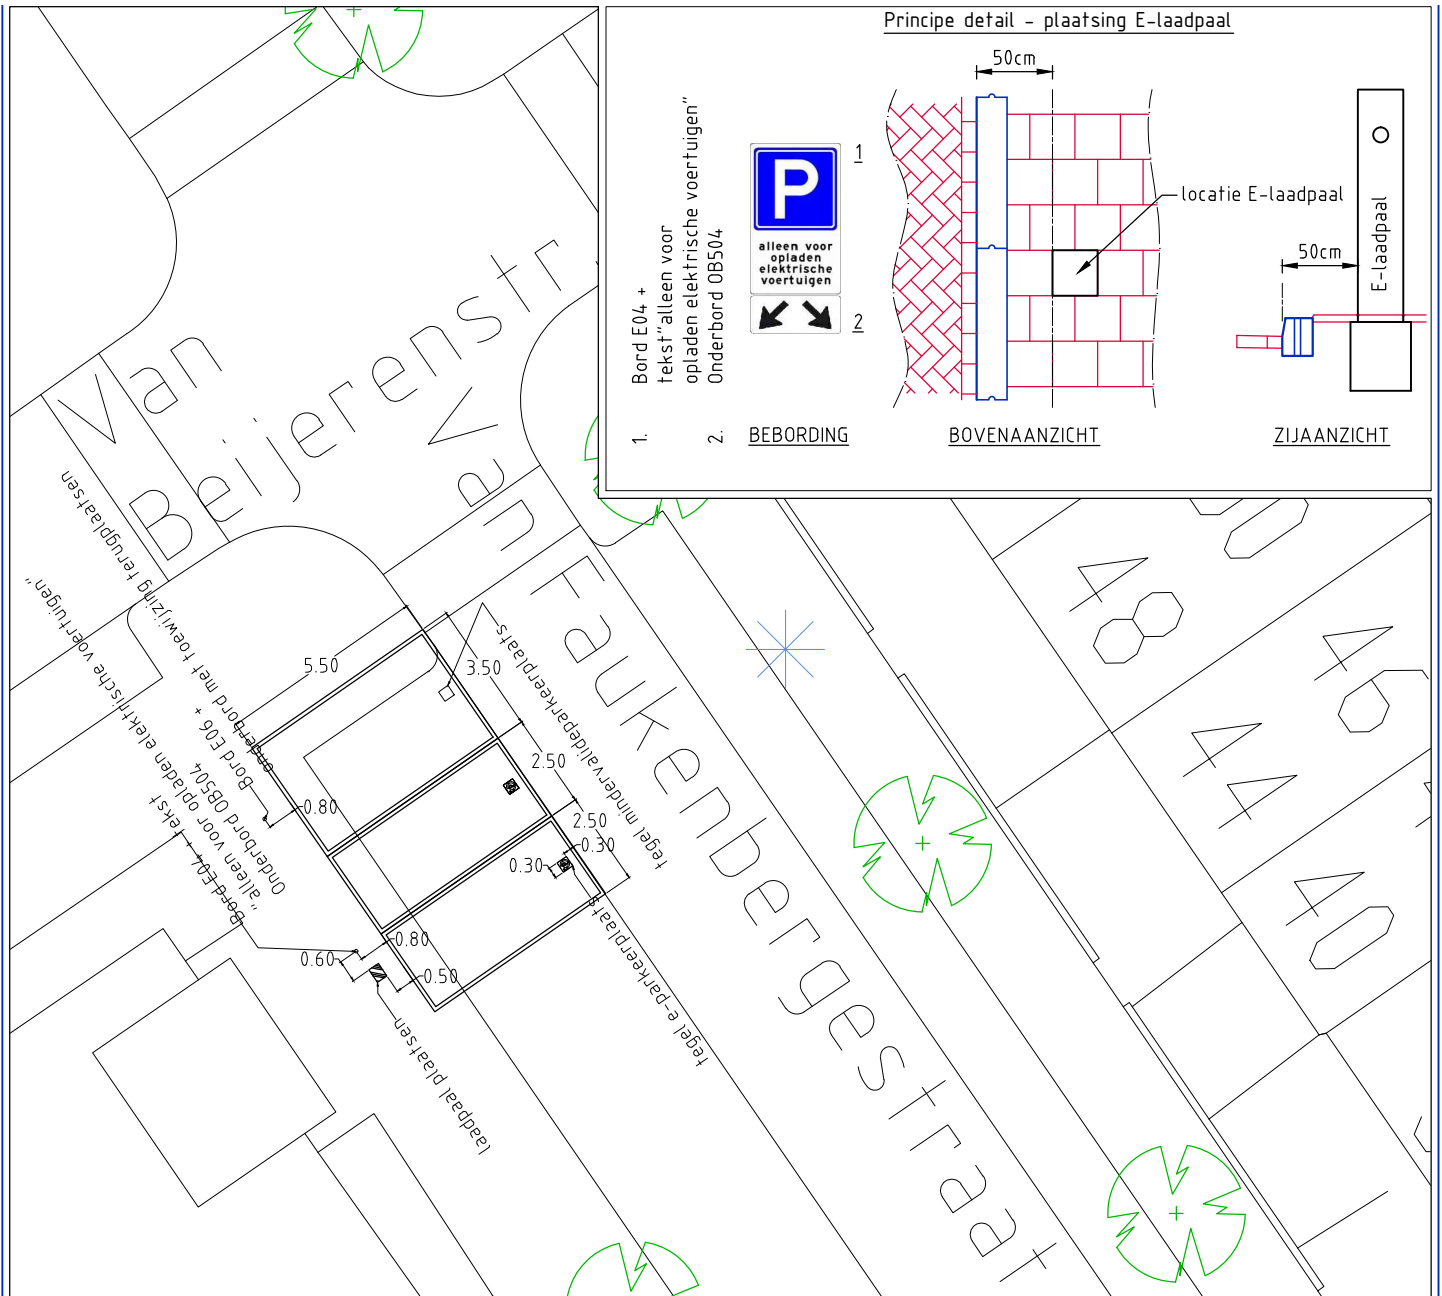 Principe detail - plaatsing E-laadpaal
50cm
1
P
alleen voor
opladen
elektrische
voertuigen
2
1. Bord E04 +
tekst "alleen voor
opladen elektrische voertuigen"
2. Onderbord OB504
BEBORDING
locatie E-laadpaal
BOVENAANZICHT
50cm
E-laadpaal
ZIJAANZICHT
Van
Beijerenstr
Van Faukenbergestraat
Bord E06 +
onderbord met toewijzing terugplaatsen
Bord E04 + tekst
"alleen voor opladen elektrische voertuigen"
Onderbord OB504
5.50
3.50
2.50
2.50
0.30
0.30
0.80
0.80
0.60
0.50
tegel mindervalideparkeerplaats
tegel e-parkeerplaats
laadpaal plaatsen
48
46
44
42
40